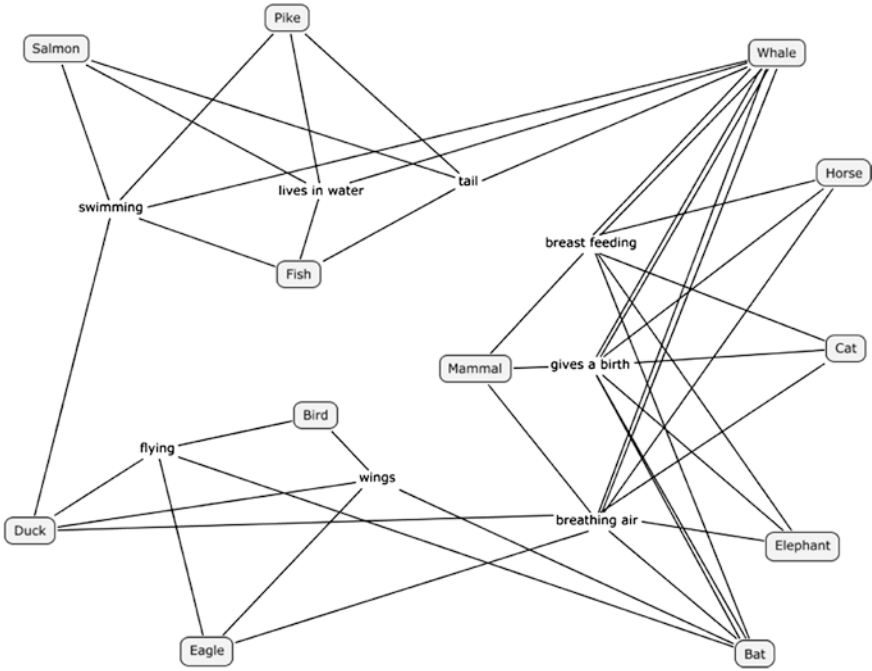 Pike
Salmon
Whale
Horse
tail
lives in water
swimming
breast feeding
Fish
Cat
gives a birth
Mammal
Bird
flying
wings
breathing air
Duck
Elephant
Eagle
Bat